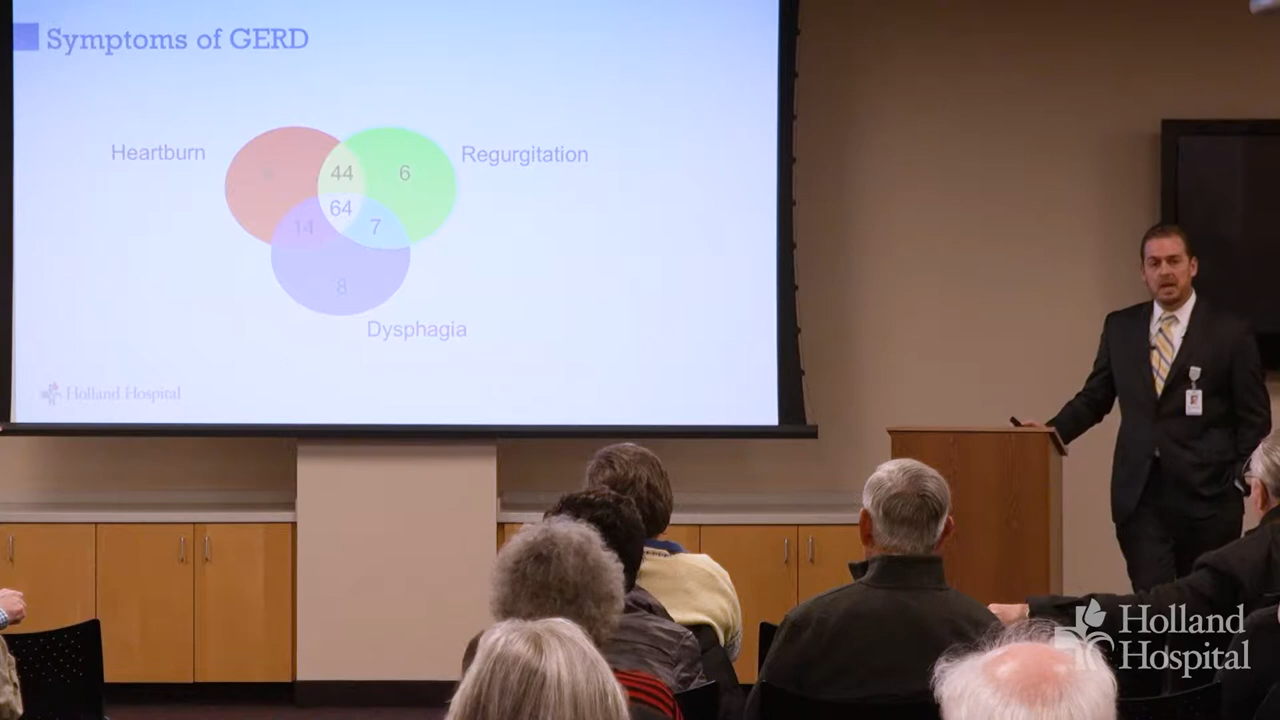 Symptoms of GERD
Heartburn
Regurgitation
44
6
64
14
7
8
Dysphagia
Holland Hospital
Holland
Hospital